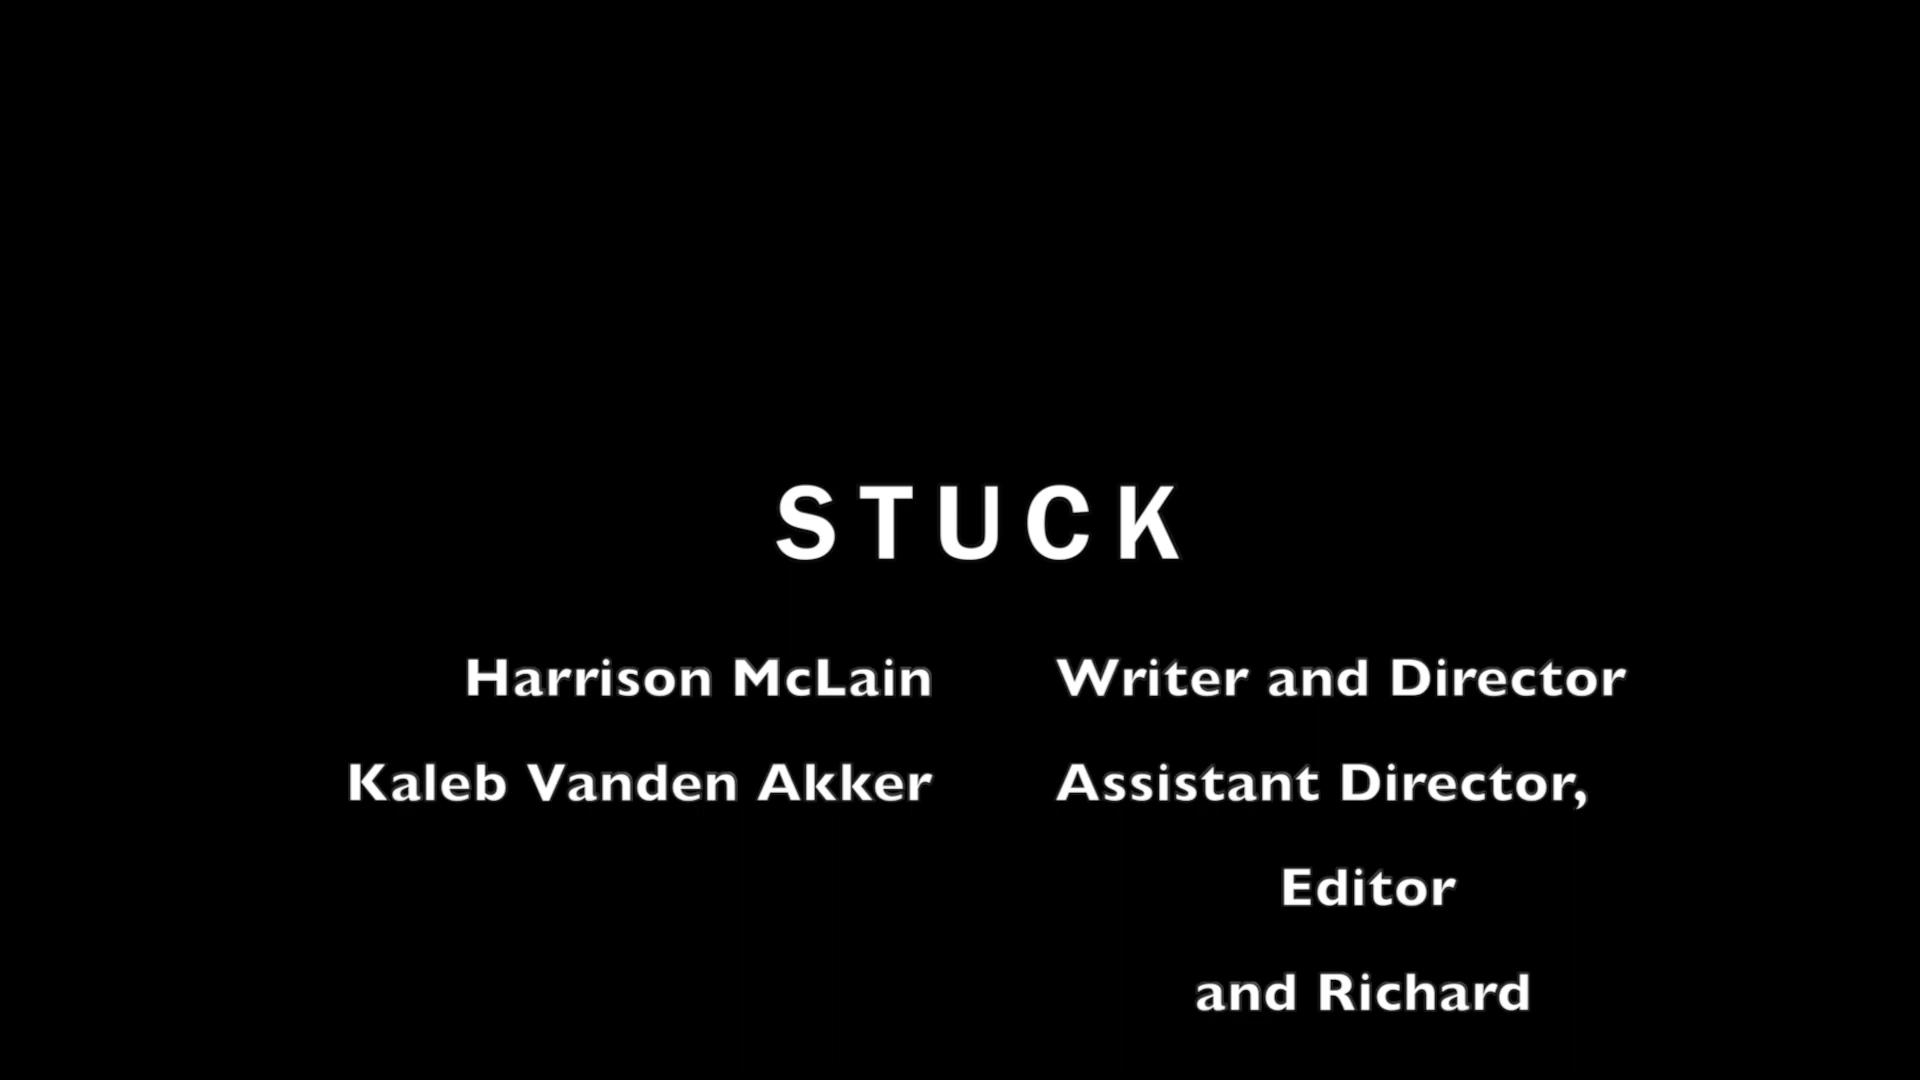 STUCK
Harrison McLain Writer and Director
Kaleb Vanden Akker Assistant Director,
Editor
and Richard